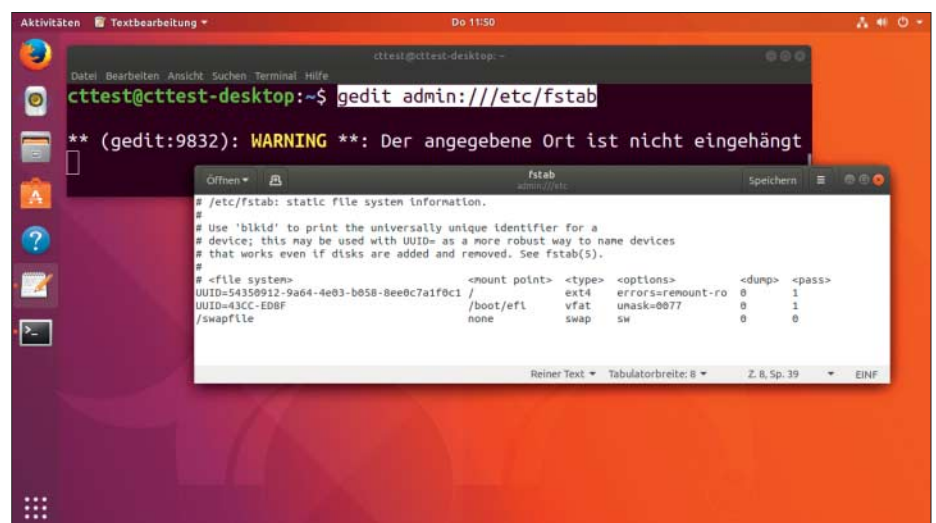 Aktivitäten Textbearbeitung Do 11:50
cttest@cttest-desktop: ~
Datei Bearbeiten Ansicht Suchen Terminal Hilfe
cttest@cttest-desktop:~$ gedit admin:///etc/fstab
** (gedit:9832): WARNING **: Der angegebene Ort ist nicht eingehängt
Öffnen fstab Speichern
admin:///etc
# /etc/fstab: static file system information.
#
# Use 'blkid' to print the universally unique identifier for a
# device; this may be used with UUID= as a more robust way to name devices
# that works even if disks are added and removed. See fstab(5).
#
# <file system> <mount point> <type> <options> <dump> <pass>
UUID=54350912-9a64-4e03-b058-8ee0c7a1f0c1 / ext4 errors=remount-ro 0 1
UUID=43CC-ED8F /boot/efi vfat umask=0077 0 1
/swapfile none swap sw 0 0
Reiner Text Tabulatorbreite: 8 Z. 8, Sp. 39 EINF